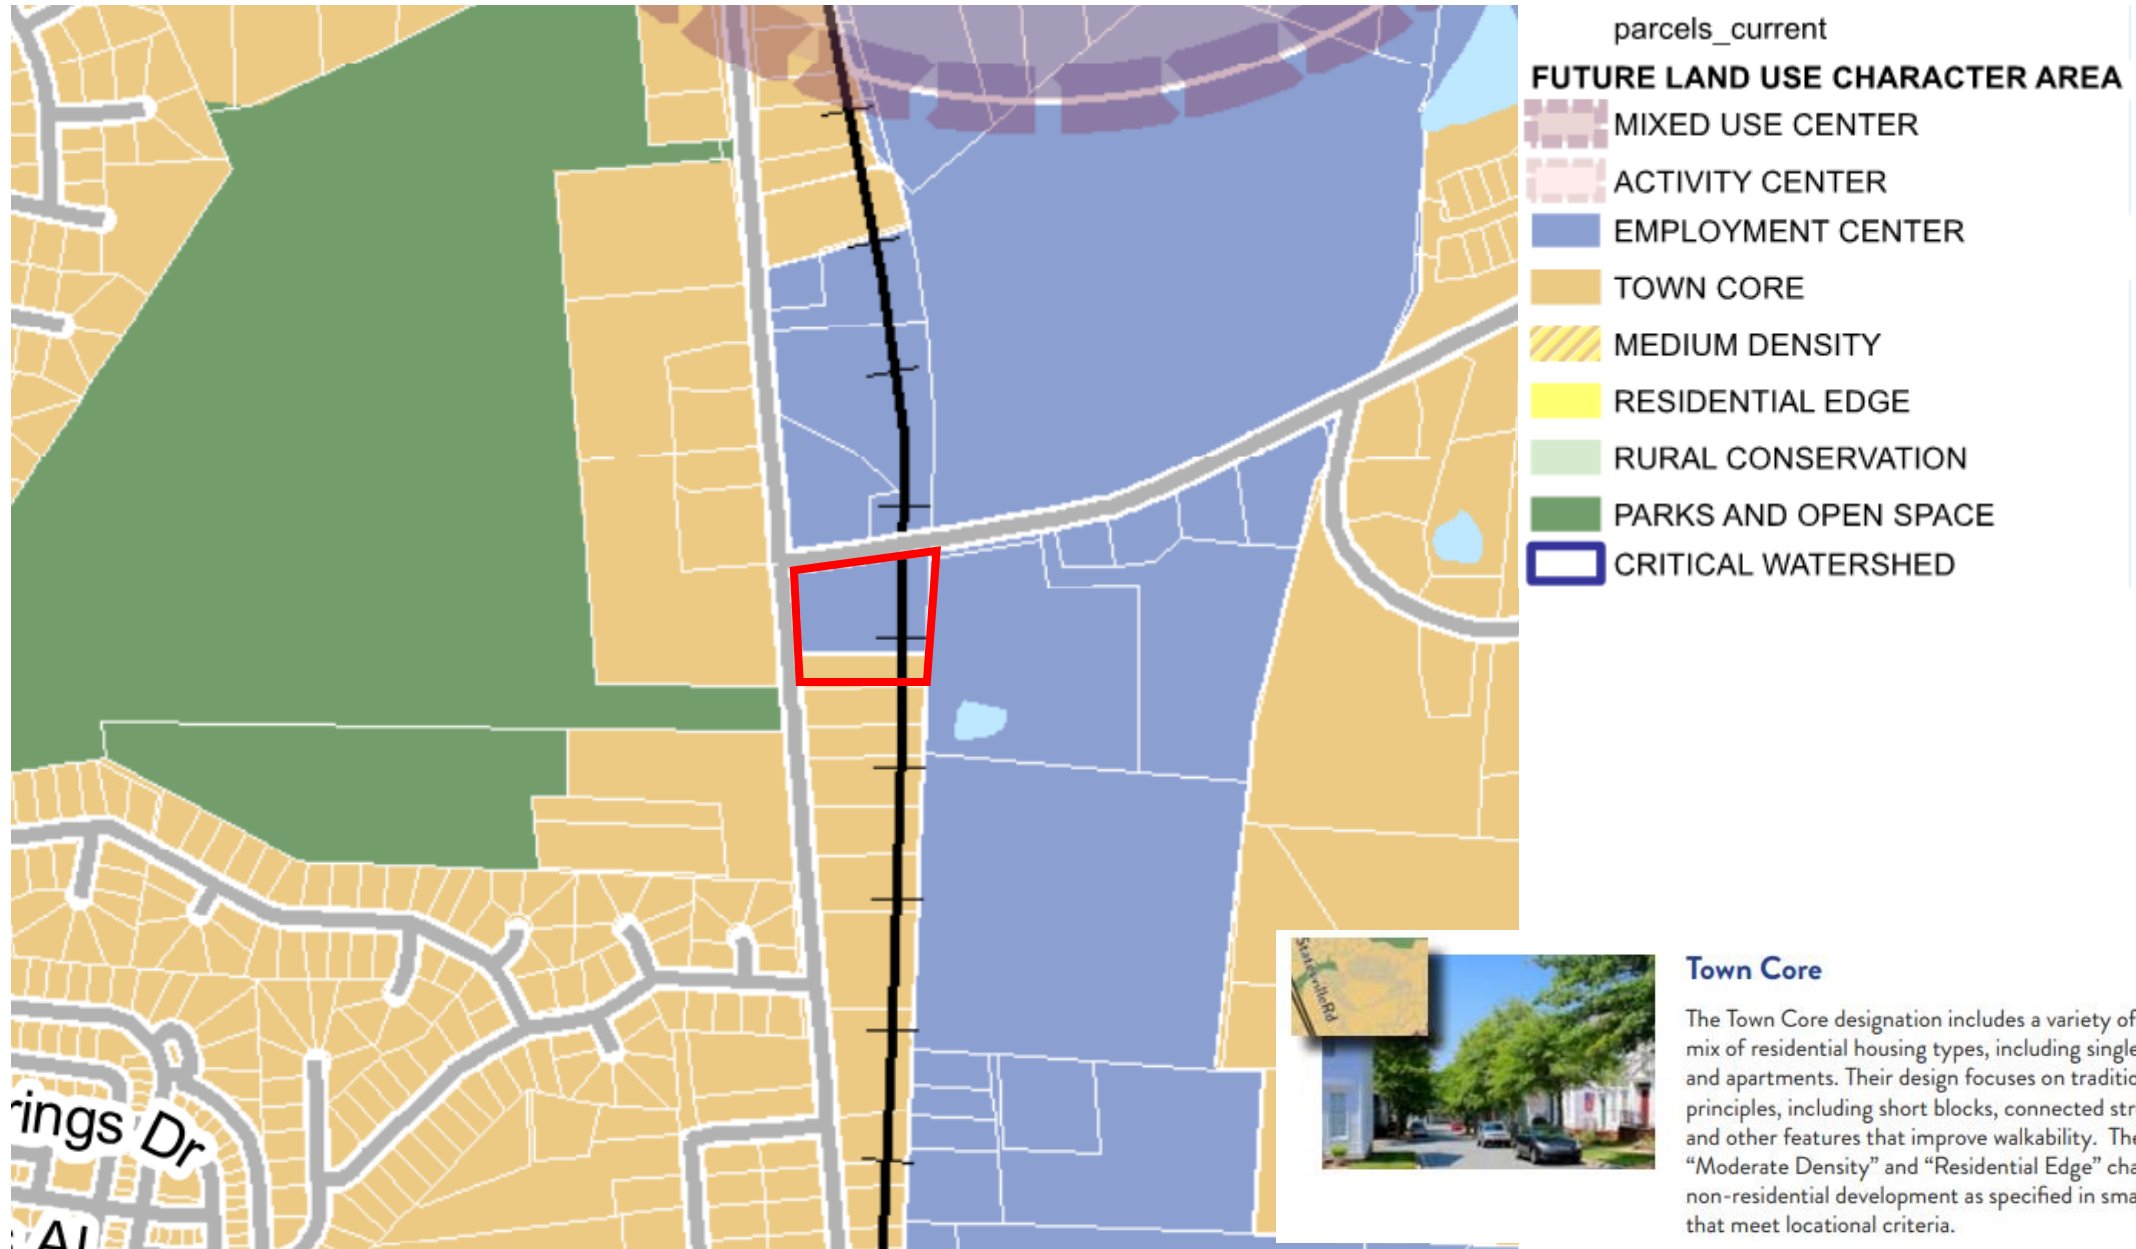 parcels_current
FUTURE LAND USE CHARACTER AREA
MIXED USE CENTER
ACTIVITY CENTER
EMPLOYMENT CENTER
TOWN CORE
MEDIUM DENSITY
RESIDENTIAL EDGE
RURAL CONSERVATION
PARKS AND OPEN SPACE
CRITICAL WATERSHED
Statesville Rd
Town Core
The Town Core designation includes a variety of
mix of residential housing types, including single
and apartments. Their design focuses on traditio
principles, including short blocks, connected str
and other features that improve walkability. The
“Moderate Density” and “Residential Edge” cha
non-residential development as specified in sma
that meet locational criteria.
rings Dr
Al